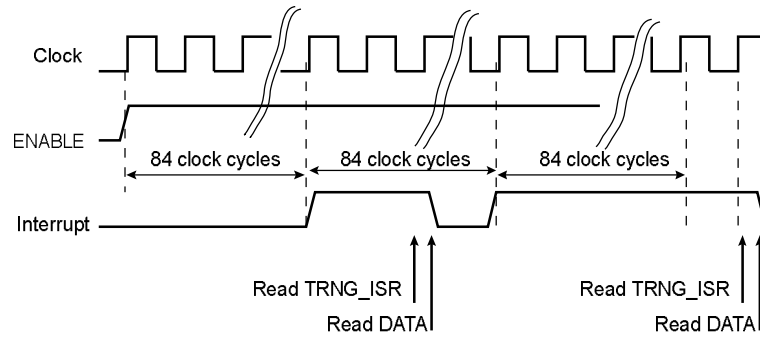 Clock
ENABLE
84 clock cycles
84 clock cycles
84 clock cycles
Interrupt
Read TRNG_ISR
Read TRNG_ISR
Read DATA
Read DATA